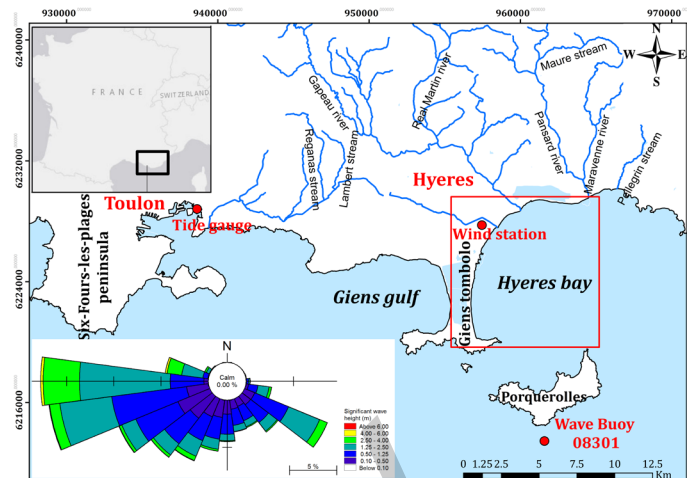 930000
940000
950000
960000
970000
N
W
E
S
6240000
6232000
6224000
6216000
FRANCE
SWITZERLAND
Gapeau river
Real Martin river
Maure stream
Reganas stream
Lambert stream
Pansard river
Maravenne river
Pellegrin stream
Hyeres
Toulon
Tide gauge
Wind station
Six-Fours-les-plages
peninsula
Giens gulf
Giens tombolo
Hyeres bay
Porquerolles
Wave Buoy
08301
N
Calm
0.00 %
Significant wave
height (m)
Above 6.00
4.00-6.00
2.50-4.00
1.25-2.50
0.50-1.25
0.10-0.50
Below 0.10
5 %
0 1.25 2.5 5 7.5 10 12.5
Km